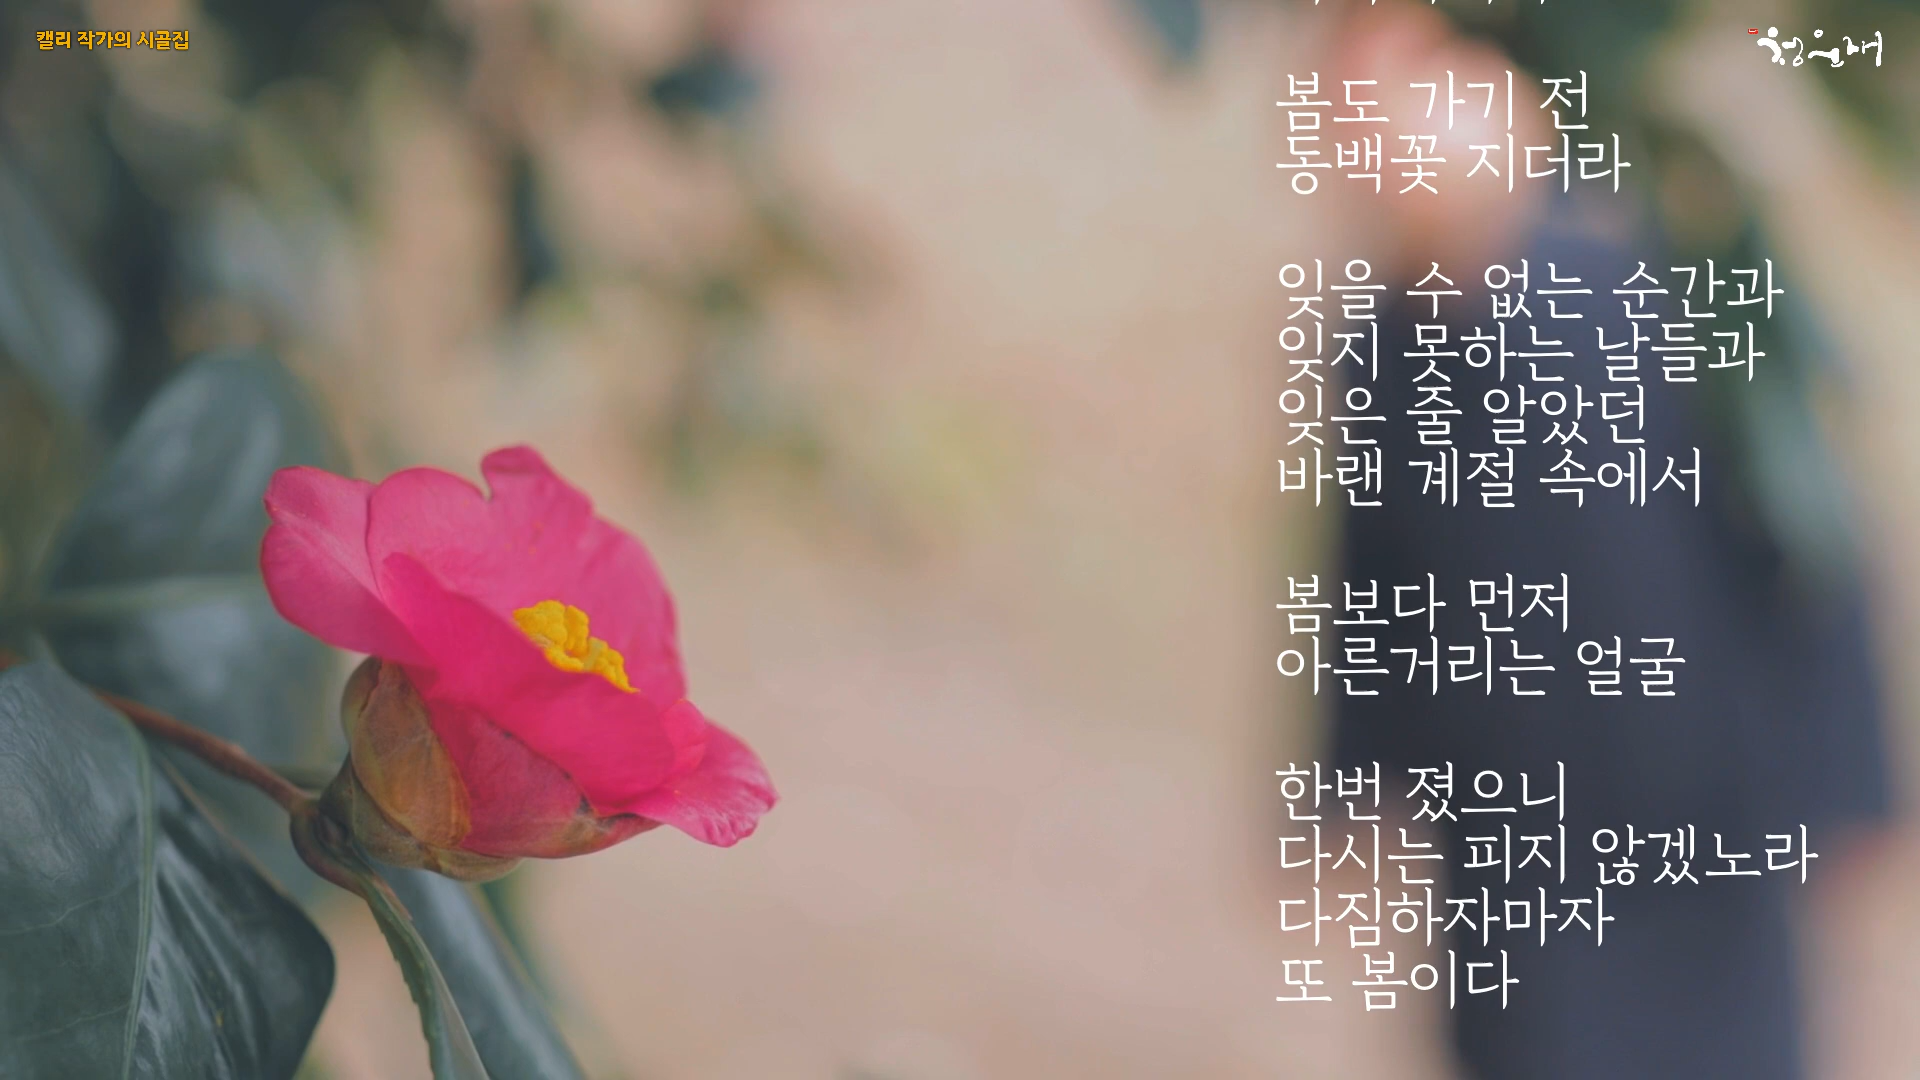 캘리 작가의 시골집
청원재
봄도 가기 전
동백꽃 지더라
잊을 수 없는 순간과
잊지 못하는 날들과
잊은 줄 알았던
바랜 계절 속에서
봄보다 먼저
아른거리는 얼굴
한번 졌으니
다시는 피지 않겠노라
다짐하자마자
또 봄이다